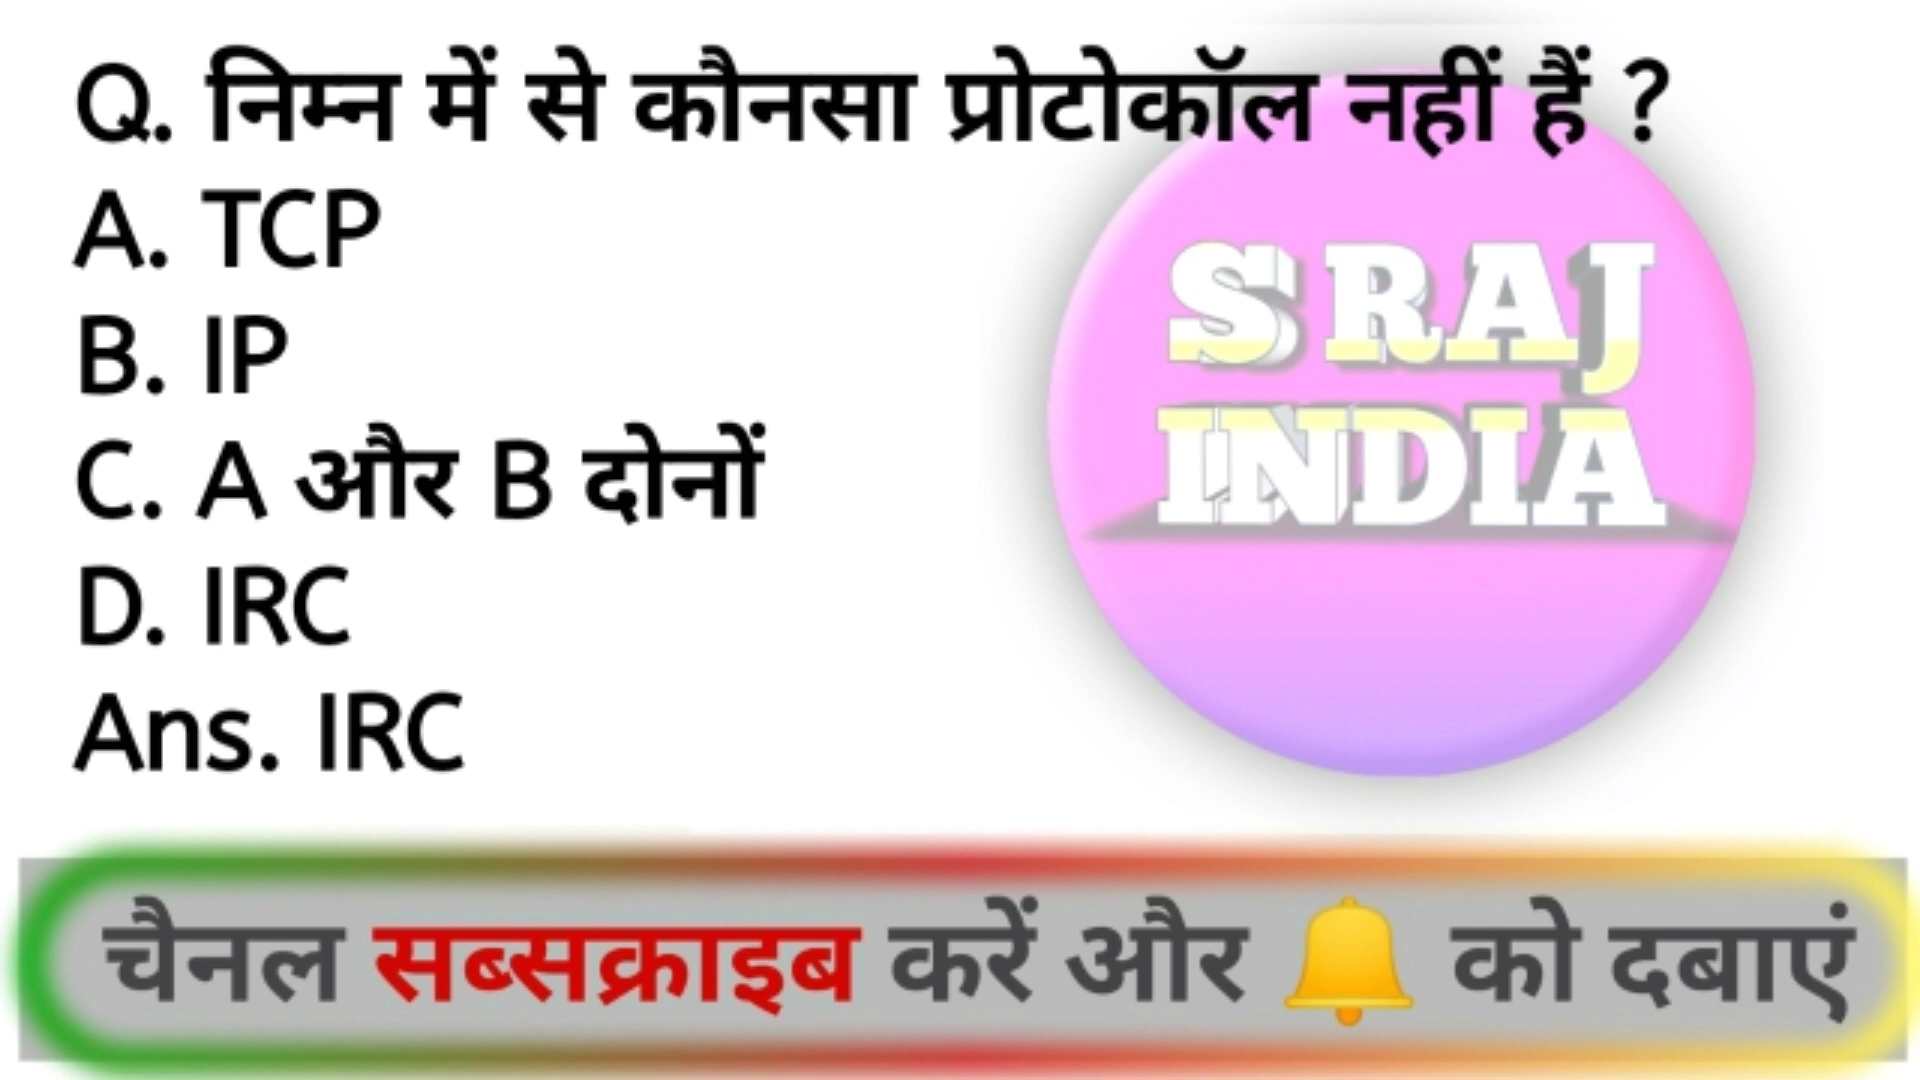 Q. निम्न में से कौनसा प्रोटोकॉल नहीं हैं ?
A. TCP
B. IP
C. A और B दोनों
D. IRC
Ans. IRC
S RAJ
INDIA
चैनल सब्सक्राइब करें और 🔔 को दबाएं